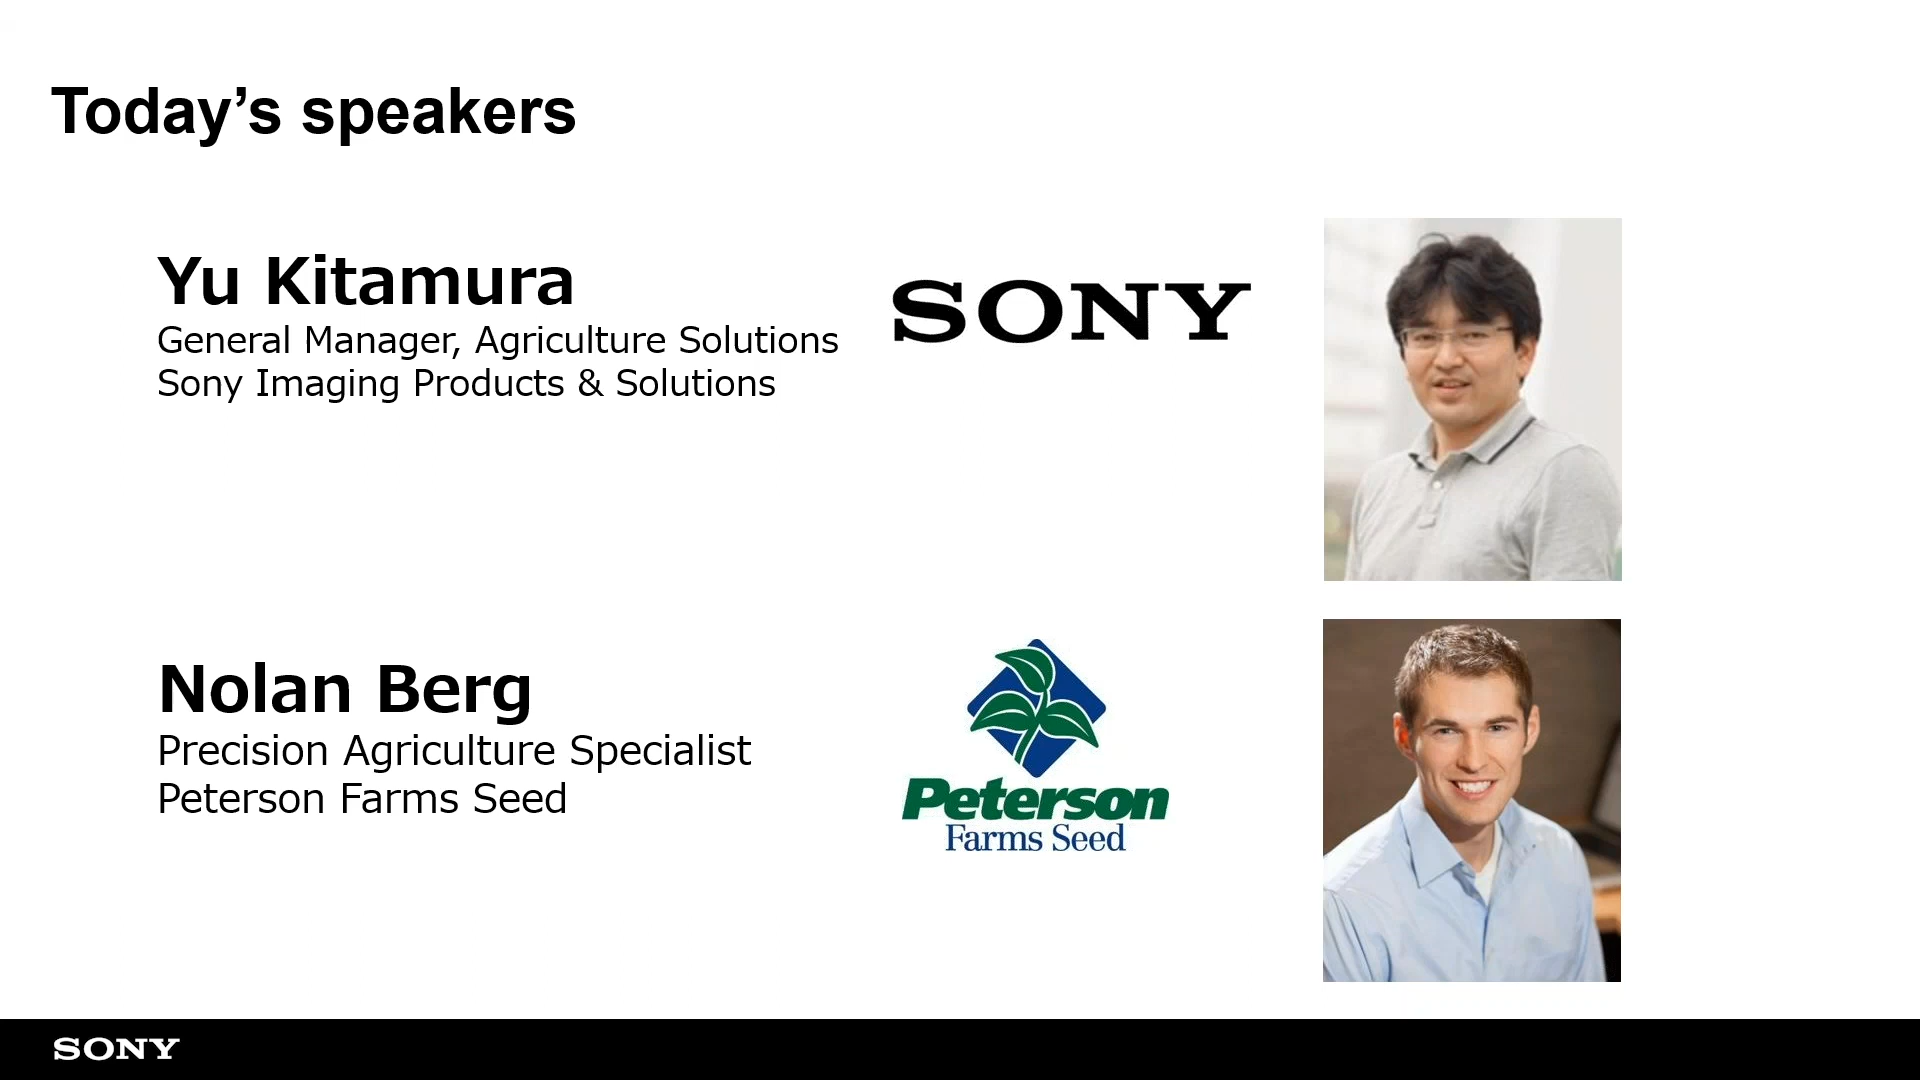 Today’s speakers
Yu Kitamura
General Manager, Agriculture Solutions
Sony Imaging Products & Solutions
SONY
Nolan Berg
Precision Agriculture Specialist
Peterson Farms Seed
Peterson
Farms Seed
SONY